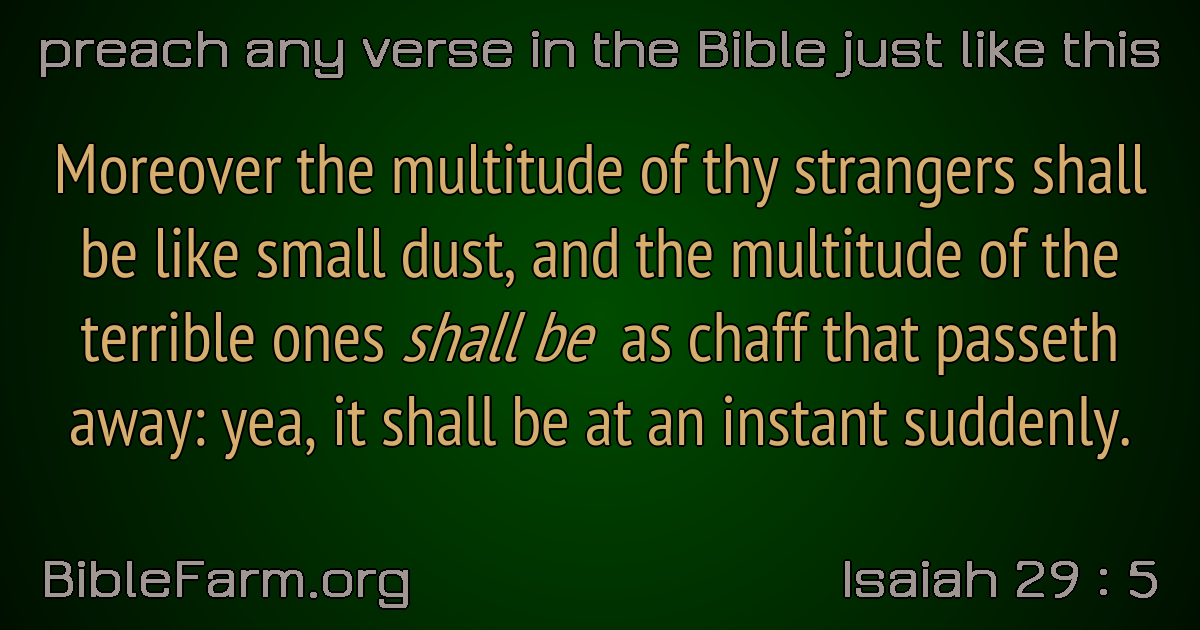 preach any verse in the Bible just like this
Moreover the multitude of thy strangers shall
be like small dust, and the multitude of the
terrible ones shall be as chaff that passeth
away: yea, it shall be at an instant suddenly.
BibleFarm.org
Isaiah 29 : 5